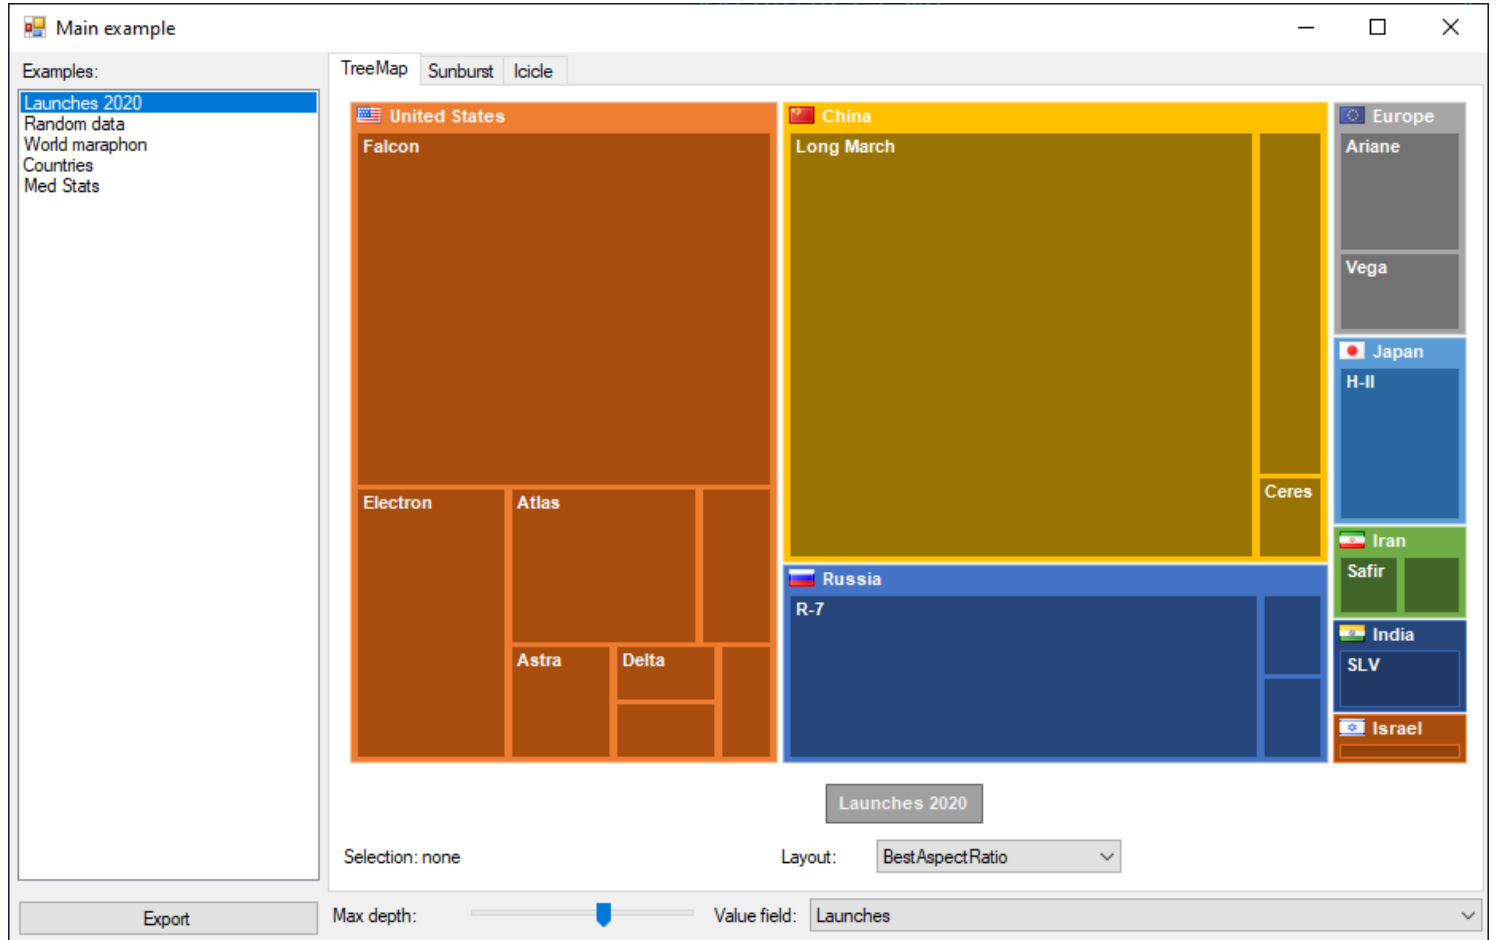 Main example
Examples:
Launches 2020
Random data
World maraphon
Countries
Med Stats
Export
TreeMap
Sunburst
Icicle
United States
Falcon
Electron
Atlas
Astra
Delta
China
Long March
Ceres
Russia
R-7
Europe
Ariane
Vega
Japan
H-II
Iran
Safir
India
SLV
Israel
Launches 2020
Selection: none
Layout:
BestAspectRatio
Max depth:
Value field:
Launches